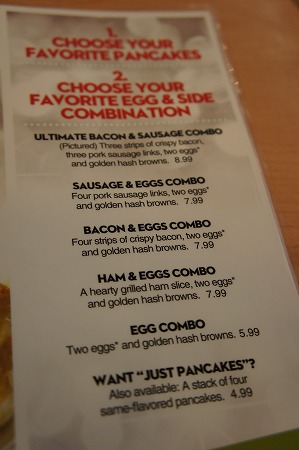 1.
CHOOSE YOUR
FAVORITE PANCAKES
2.
CHOOSE YOUR
FAVORITE EGG & SIDE
COMBINATION
ULTIMATE BACON & SAUSAGE COMBO
(Pictured) Three strips of crispy bacon,
three pork sausage links, two eggs*
and golden hash browns. 8.99
SAUSAGE & EGGS COMBO
Four pork sausage links, two eggs*
and golden hash browns. 7.99
BACON & EGGS COMBO
Four strips of crispy bacon, two eggs*
and golden hash browns. 7.99
HAM & EGGS COMBO
A hearty grilled ham slice, two eggs*
and golden hash browns. 7.99
EGG COMBO
Two eggs* and golden hash browns. 5.99
WANT "JUST PANCAKES"?
Also available: A stack of four
same-flavored pancakes. 4.99